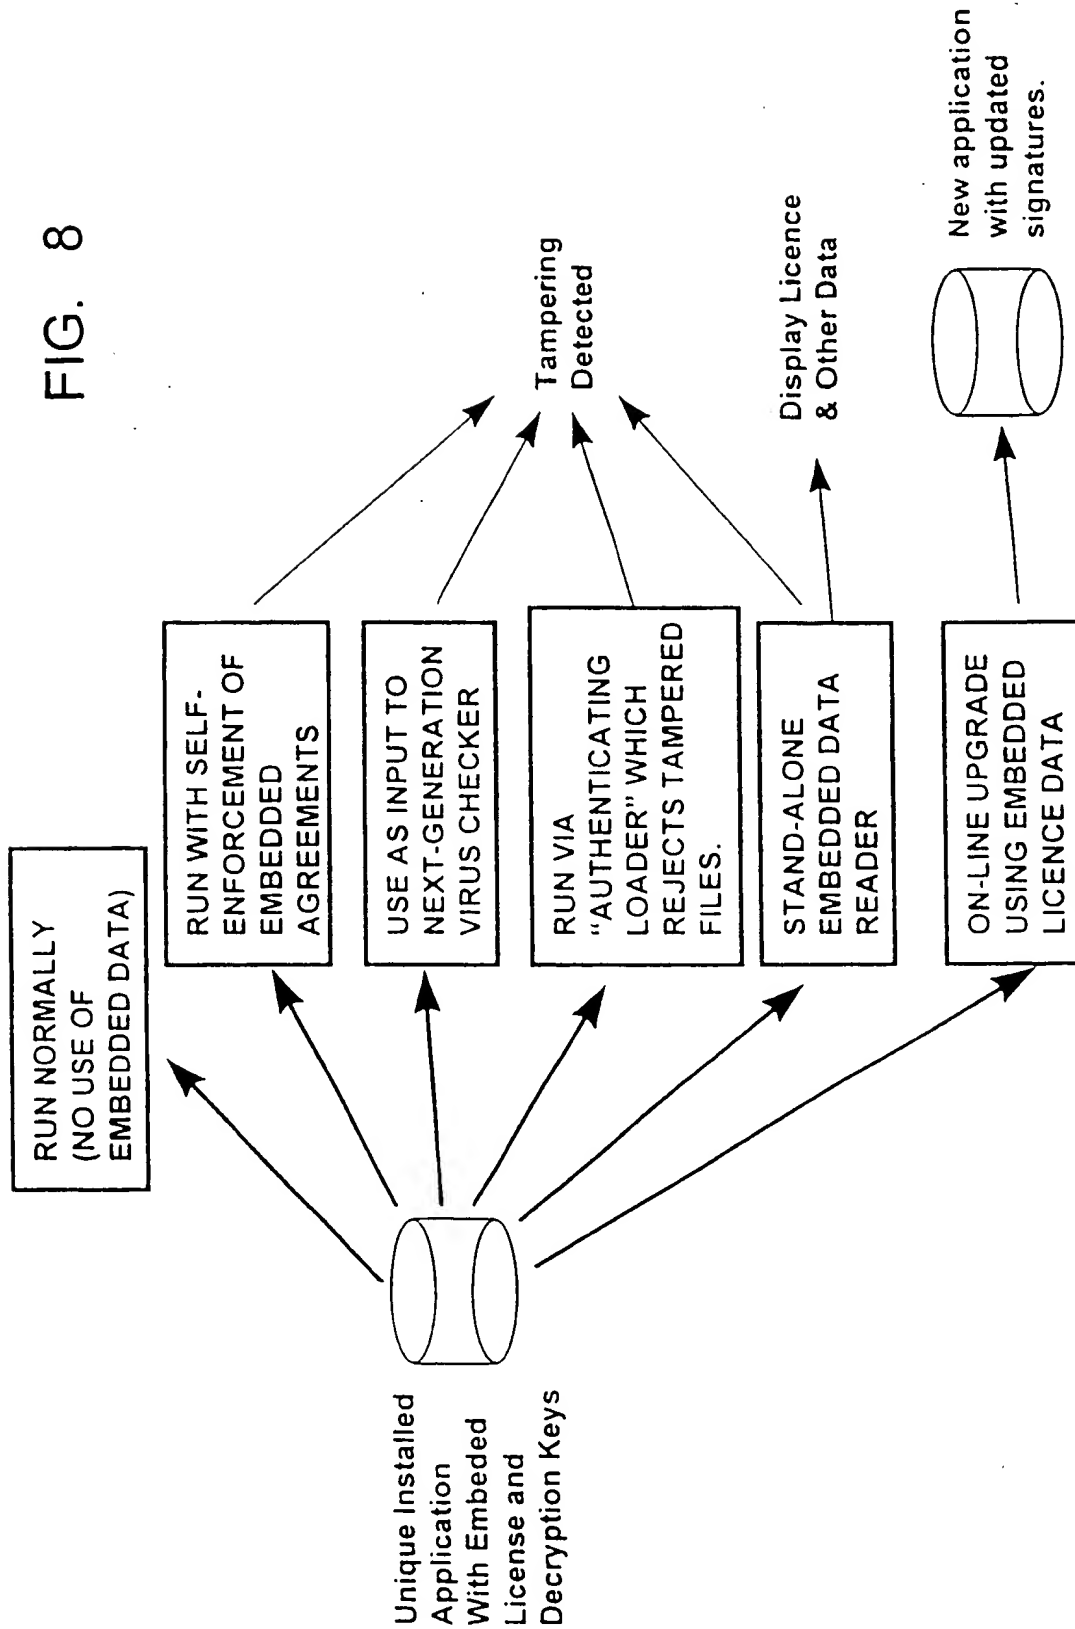 FIG. 8
Unique Installed
Application
With Embeded
License and
Decryption Keys
RUN NORMALLY
(NO USE OF
EMBEDDED DATA)
RUN WITH SELF-
ENFORCEMENT OF
EMBEDDED
AGREEMENTS
USE AS INPUT TO
NEXT-GENERATION
VIRUS CHECKER
RUN VIA
“AUTHENTICATING
LOADER” WHICH
REJECTS TAMPERED
FILES.
STAND-ALONE
EMBEDDED DATA
READER
ON-LINE UPGRADE
USING EMBEDDED
LICENCE DATA
Tampering
Detected
Display Licence
& Other Data
New application
with updated
signatures.